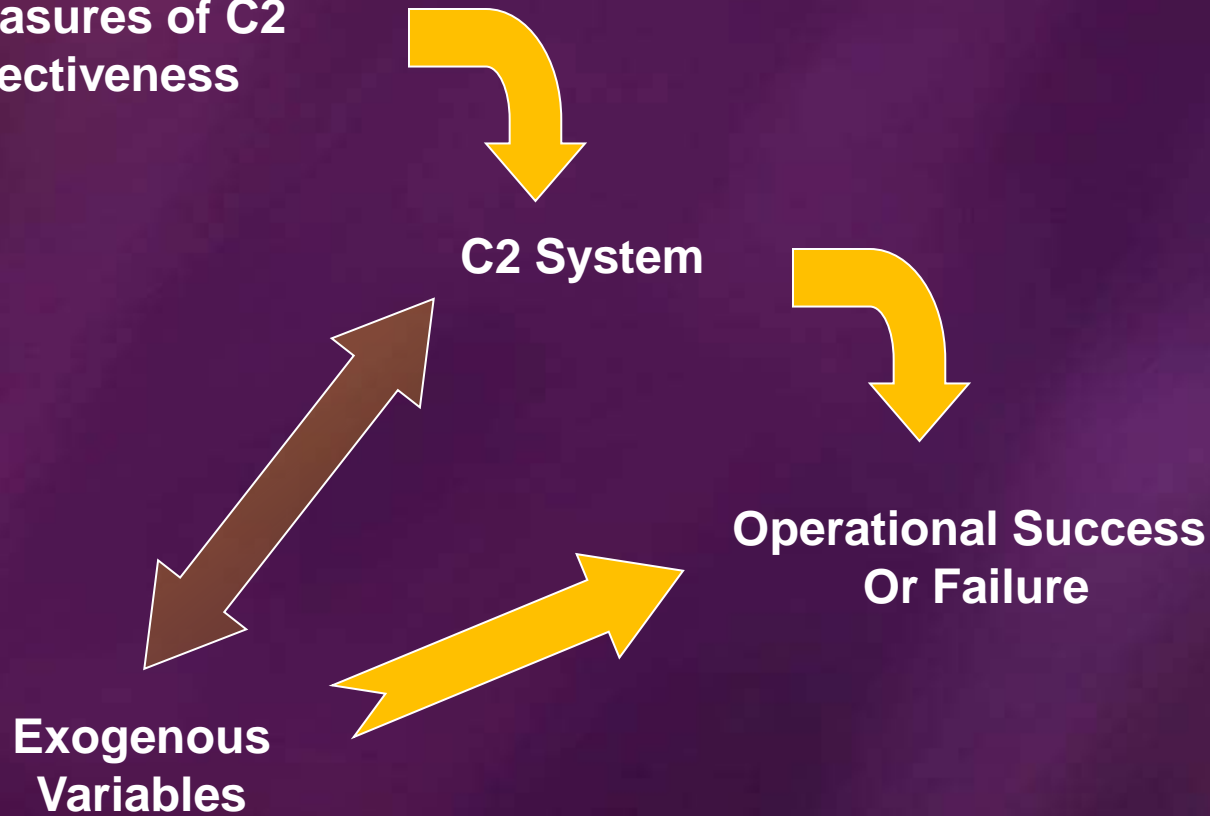 asures of C2
ectiveness
C2 System
Operational Success
Or Failure
Exogenous
Variables